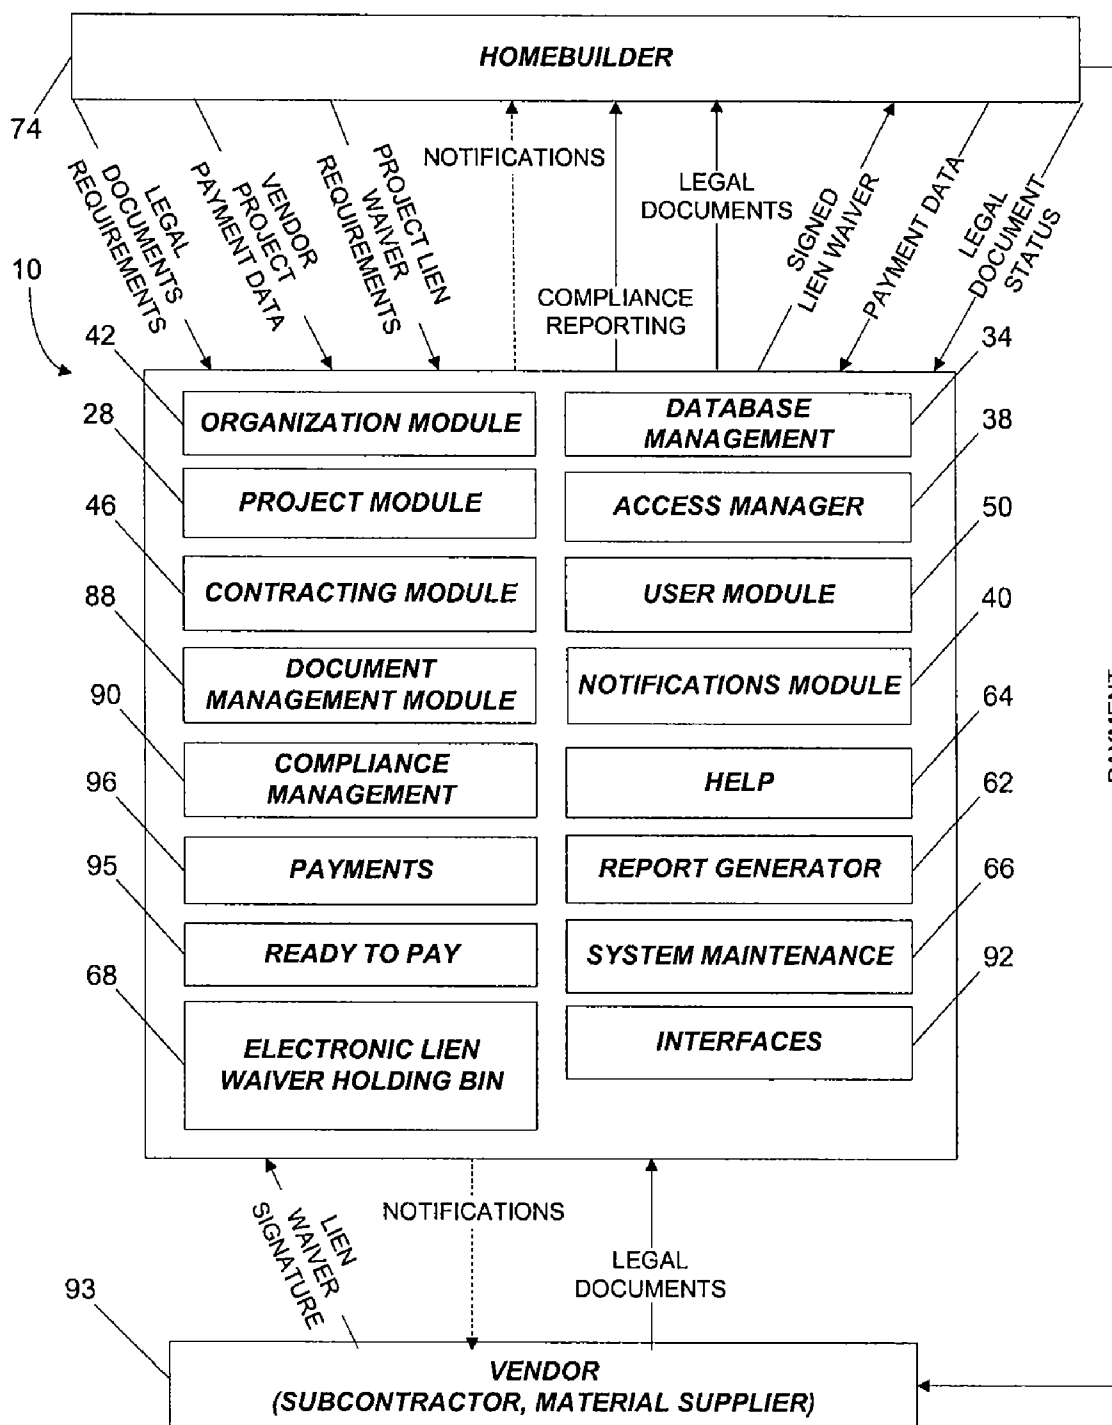 HOMEBUILDER
74
LEGAL
DOCUMENTS
REQUIREMENTS
VENDOR
PROJECT
PAYMENT DATA
PROJECT LIEN
WAIVER
REQUIREMENTS
NOTIFICATIONS
COMPLIANCE
REPORTING
LEGAL
DOCUMENTS
SIGNED
LIEN WAIVER
PAYMENT DATA
LEGAL
DOCUMENT
STATUS
10
42
ORGANIZATION MODULE
DATABASE
MANAGEMENT
34
28
PROJECT MODULE
ACCESS MANAGER
38
46
CONTRACTING MODULE
USER MODULE
50
88
DOCUMENT
MANAGEMENT MODULE
NOTIFICATIONS MODULE
40
90
COMPLIANCE
MANAGEMENT
HELP
64
96
PAYMENTS
REPORT GENERATOR
62
95
READY TO PAY
SYSTEM MAINTENANCE
66
68
ELECTRONIC LIEN
WAIVER HOLDING BIN
INTERFACES
92
PAYMENT
LIEN
WAIVER
SIGNATURE
NOTIFICATIONS
LEGAL
DOCUMENTS
93
VENDOR
(SUBCONTRACTOR, MATERIAL SUPPLIER)